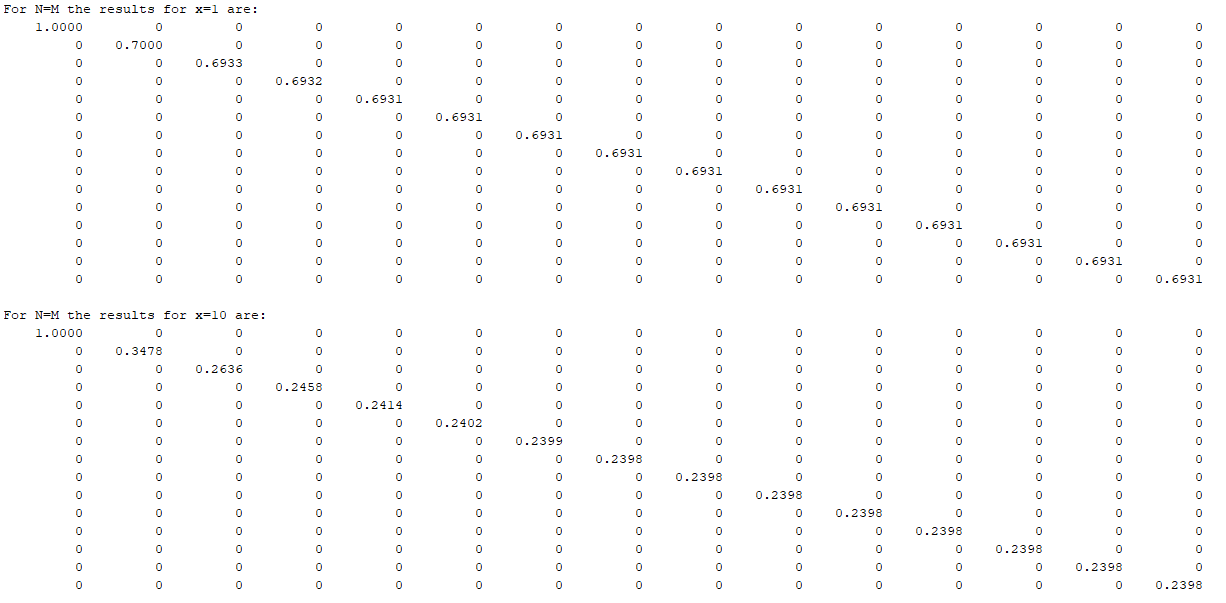 For N=M the results for x=1 are:
1.0000 0 0 0 0 0 0 0 0 0 0 0 0 0 0
0 0.7000 0 0 0 0 0 0 0 0 0 0 0 0 0
0 0 0.6933 0 0 0 0 0 0 0 0 0 0 0 0
0 0 0 0.6932 0 0 0 0 0 0 0 0 0 0 0
0 0 0 0 0.6931 0 0 0 0 0 0 0 0 0 0
0 0 0 0 0 0.6931 0 0 0 0 0 0 0 0 0
0 0 0 0 0 0 0.6931 0 0 0 0 0 0 0 0
0 0 0 0 0 0 0 0.6931 0 0 0 0 0 0 0
0 0 0 0 0 0 0 0 0.6931 0 0 0 0 0 0
0 0 0 0 0 0 0 0 0 0.6931 0 0 0 0 0
0 0 0 0 0 0 0 0 0 0 0.6931 0 0 0 0
0 0 0 0 0 0 0 0 0 0 0 0.6931 0 0 0
0 0 0 0 0 0 0 0 0 0 0 0 0.6931 0 0
0 0 0 0 0 0 0 0 0 0 0 0 0 0.6931 0
0 0 0 0 0 0 0 0 0 0 0 0 0 0 0.6931
For N=M the results for x=10 are:
1.0000 0 0 0 0 0 0 0 0 0 0 0 0 0 0
0 0.3478 0 0 0 0 0 0 0 0 0 0 0 0 0
0 0 0.2636 0 0 0 0 0 0 0 0 0 0 0 0
0 0 0 0.2458 0 0 0 0 0 0 0 0 0 0 0
0 0 0 0 0.2414 0 0 0 0 0 0 0 0 0 0
0 0 0 0 0 0.2402 0 0 0 0 0 0 0 0 0
0 0 0 0 0 0 0.2399 0 0 0 0 0 0 0 0
0 0 0 0 0 0 0 0.2398 0 0 0 0 0 0 0
0 0 0 0 0 0 0 0 0.2398 0 0 0 0 0 0
0 0 0 0 0 0 0 0 0 0.2398 0 0 0 0 0
0 0 0 0 0 0 0 0 0 0 0.2398 0 0 0 0
0 0 0 0 0 0 0 0 0 0 0 0.2398 0 0 0
0 0 0 0 0 0 0 0 0 0 0 0 0.2398 0 0
0 0 0 0 0 0 0 0 0 0 0 0 0 0.2398 0
0 0 0 0 0 0 0 0 0 0 0 0 0 0 0.2398